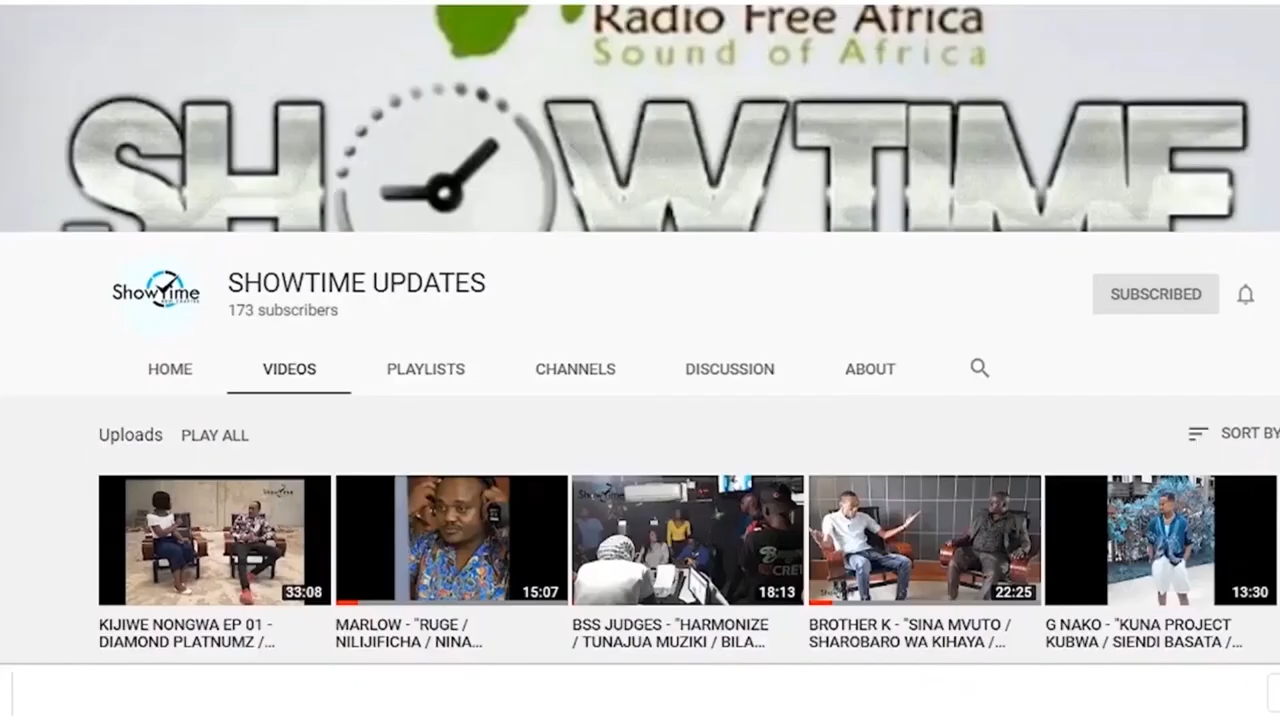 Radio Free Africa
Sound of Africa
SHOWTIME
ShowTime
SHOWTIME UPDATES
173 subscribers
SUBSCRIBED
HOME VIDEOS PLAYLISTS CHANNELS DISCUSSION ABOUT
Uploads PLAY ALL
SORT BY
ShowTime
33:08
15:07
ShowTime
18:13
22:25
13:30
KIJIWE NONGWA EP 01 -
DIAMOND PLATNUMZ /...
MARLOW - "RUGE /
NILIJIFICHA / NINA...
BSS JUDGES - "HARMONIZE
/ TUNAJUA MUZIKI / BILA...
BROTHER K - "SINA MVUTO /
SHAROBARO WA KIHAYA /...
G NAKO - "KUNA PROJECT
KUBWA / SIENDI BASATA /...